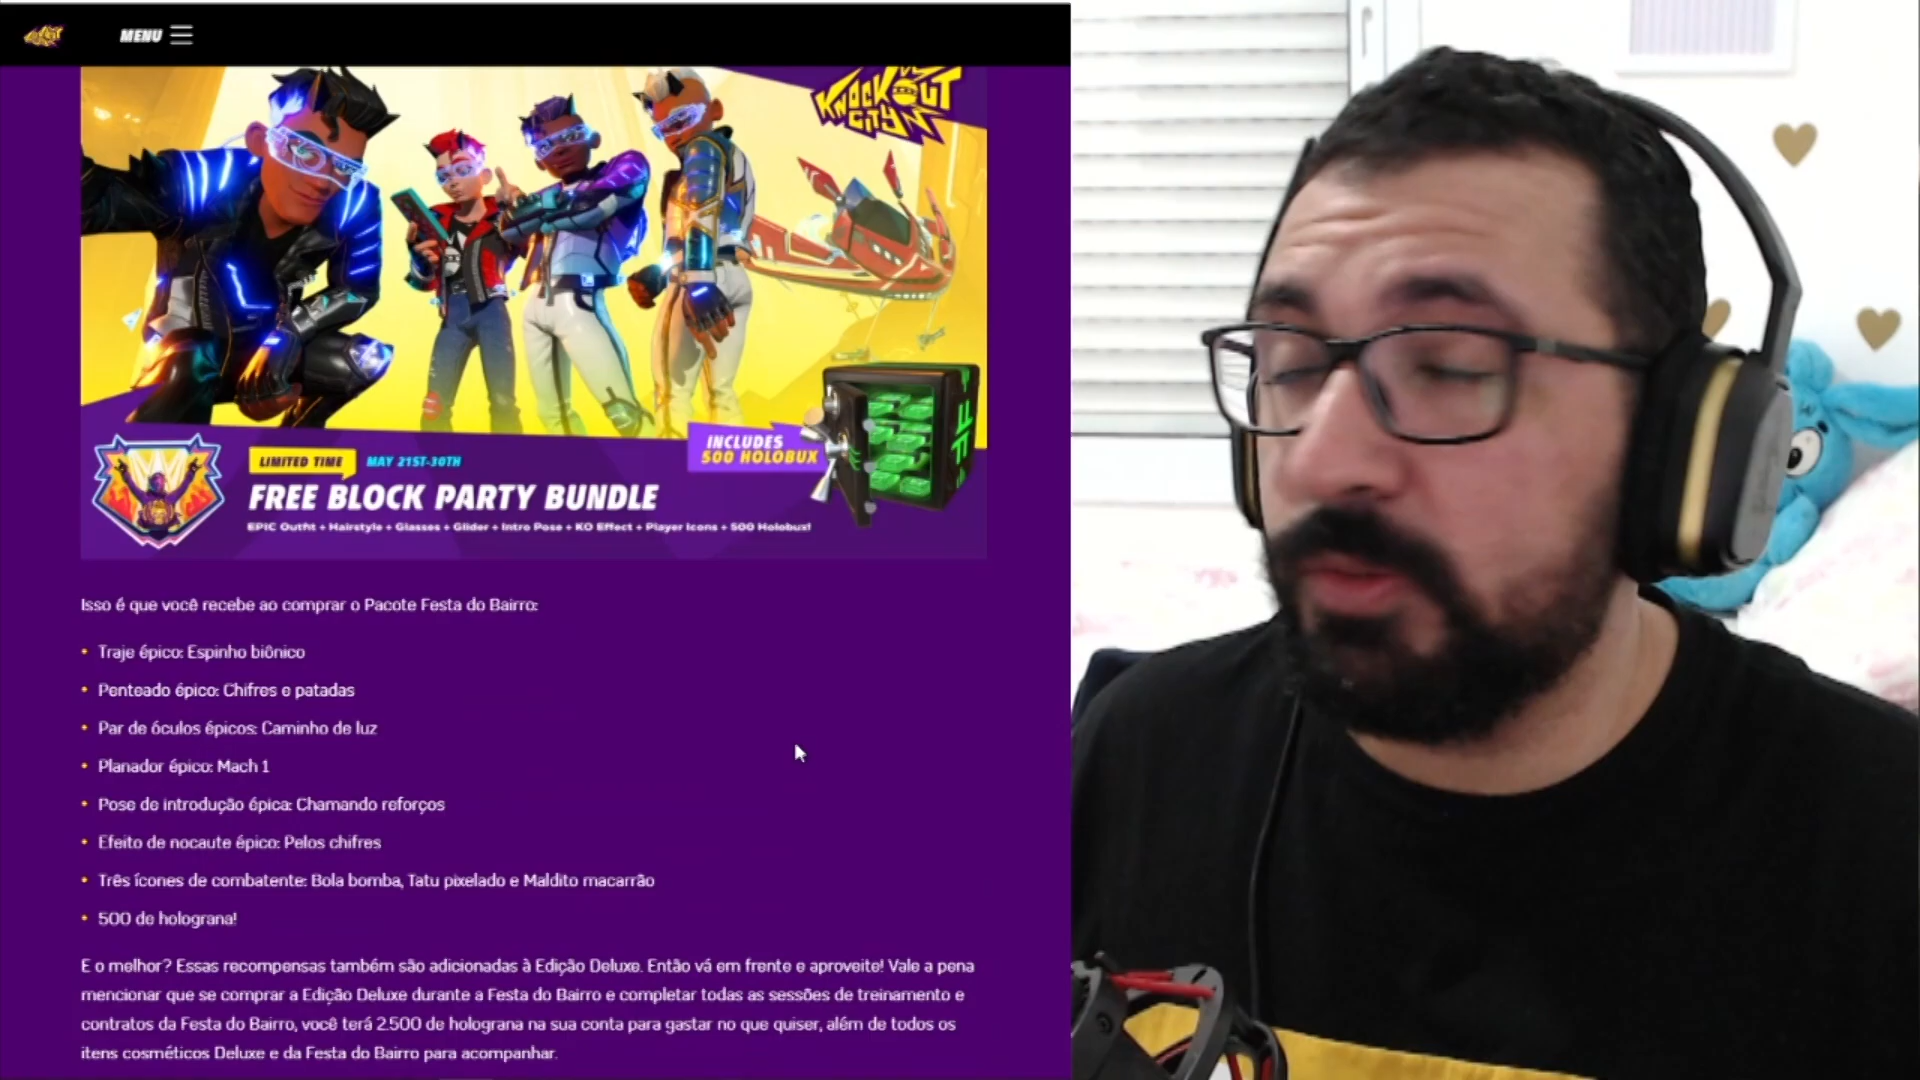 MENU
KNOCKOUT
CITY
INCLUDES
500 HOLOBUX
LIMITED TIME MAY 21ST-30TH
FREE BLOCK PARTY BUNDLE
EPIC Outfit + Hairstyle + Glasses + Glider + Intro Pose + KO Effect + Player Icons + 500 Holobux!
Isso é que você recebe ao comprar o Pacote Festa do Bairro:
• Traje épico: Espinho biônico
• Penteado épico: Chifres e patadas
• Par de óculos épicos: Caminho de luz
• Planador épico: Mach 1
• Pose de introdução épica: Chamando reforços
• Efeito de nocaute épico: Pelos chifres
• Três ícones de combatente: Bola bomba, Tatu pixelado e Maldito macarrão
• 500 de holograna!
E o melhor? Essas recompensas também são adicionadas à Edição Deluxe. Então vá em frente e aproveite! Vale a pena
mencionar que se comprar a Edição Deluxe durante a Festa do Bairro e completar todas as sessões de treinamento e
contratos da Festa do Bairro, você terá 2.500 de holograna na sua conta para gastar no que quiser, além de todos os
itens cosméticos Deluxe e da Festa do Bairro para acompanhar.